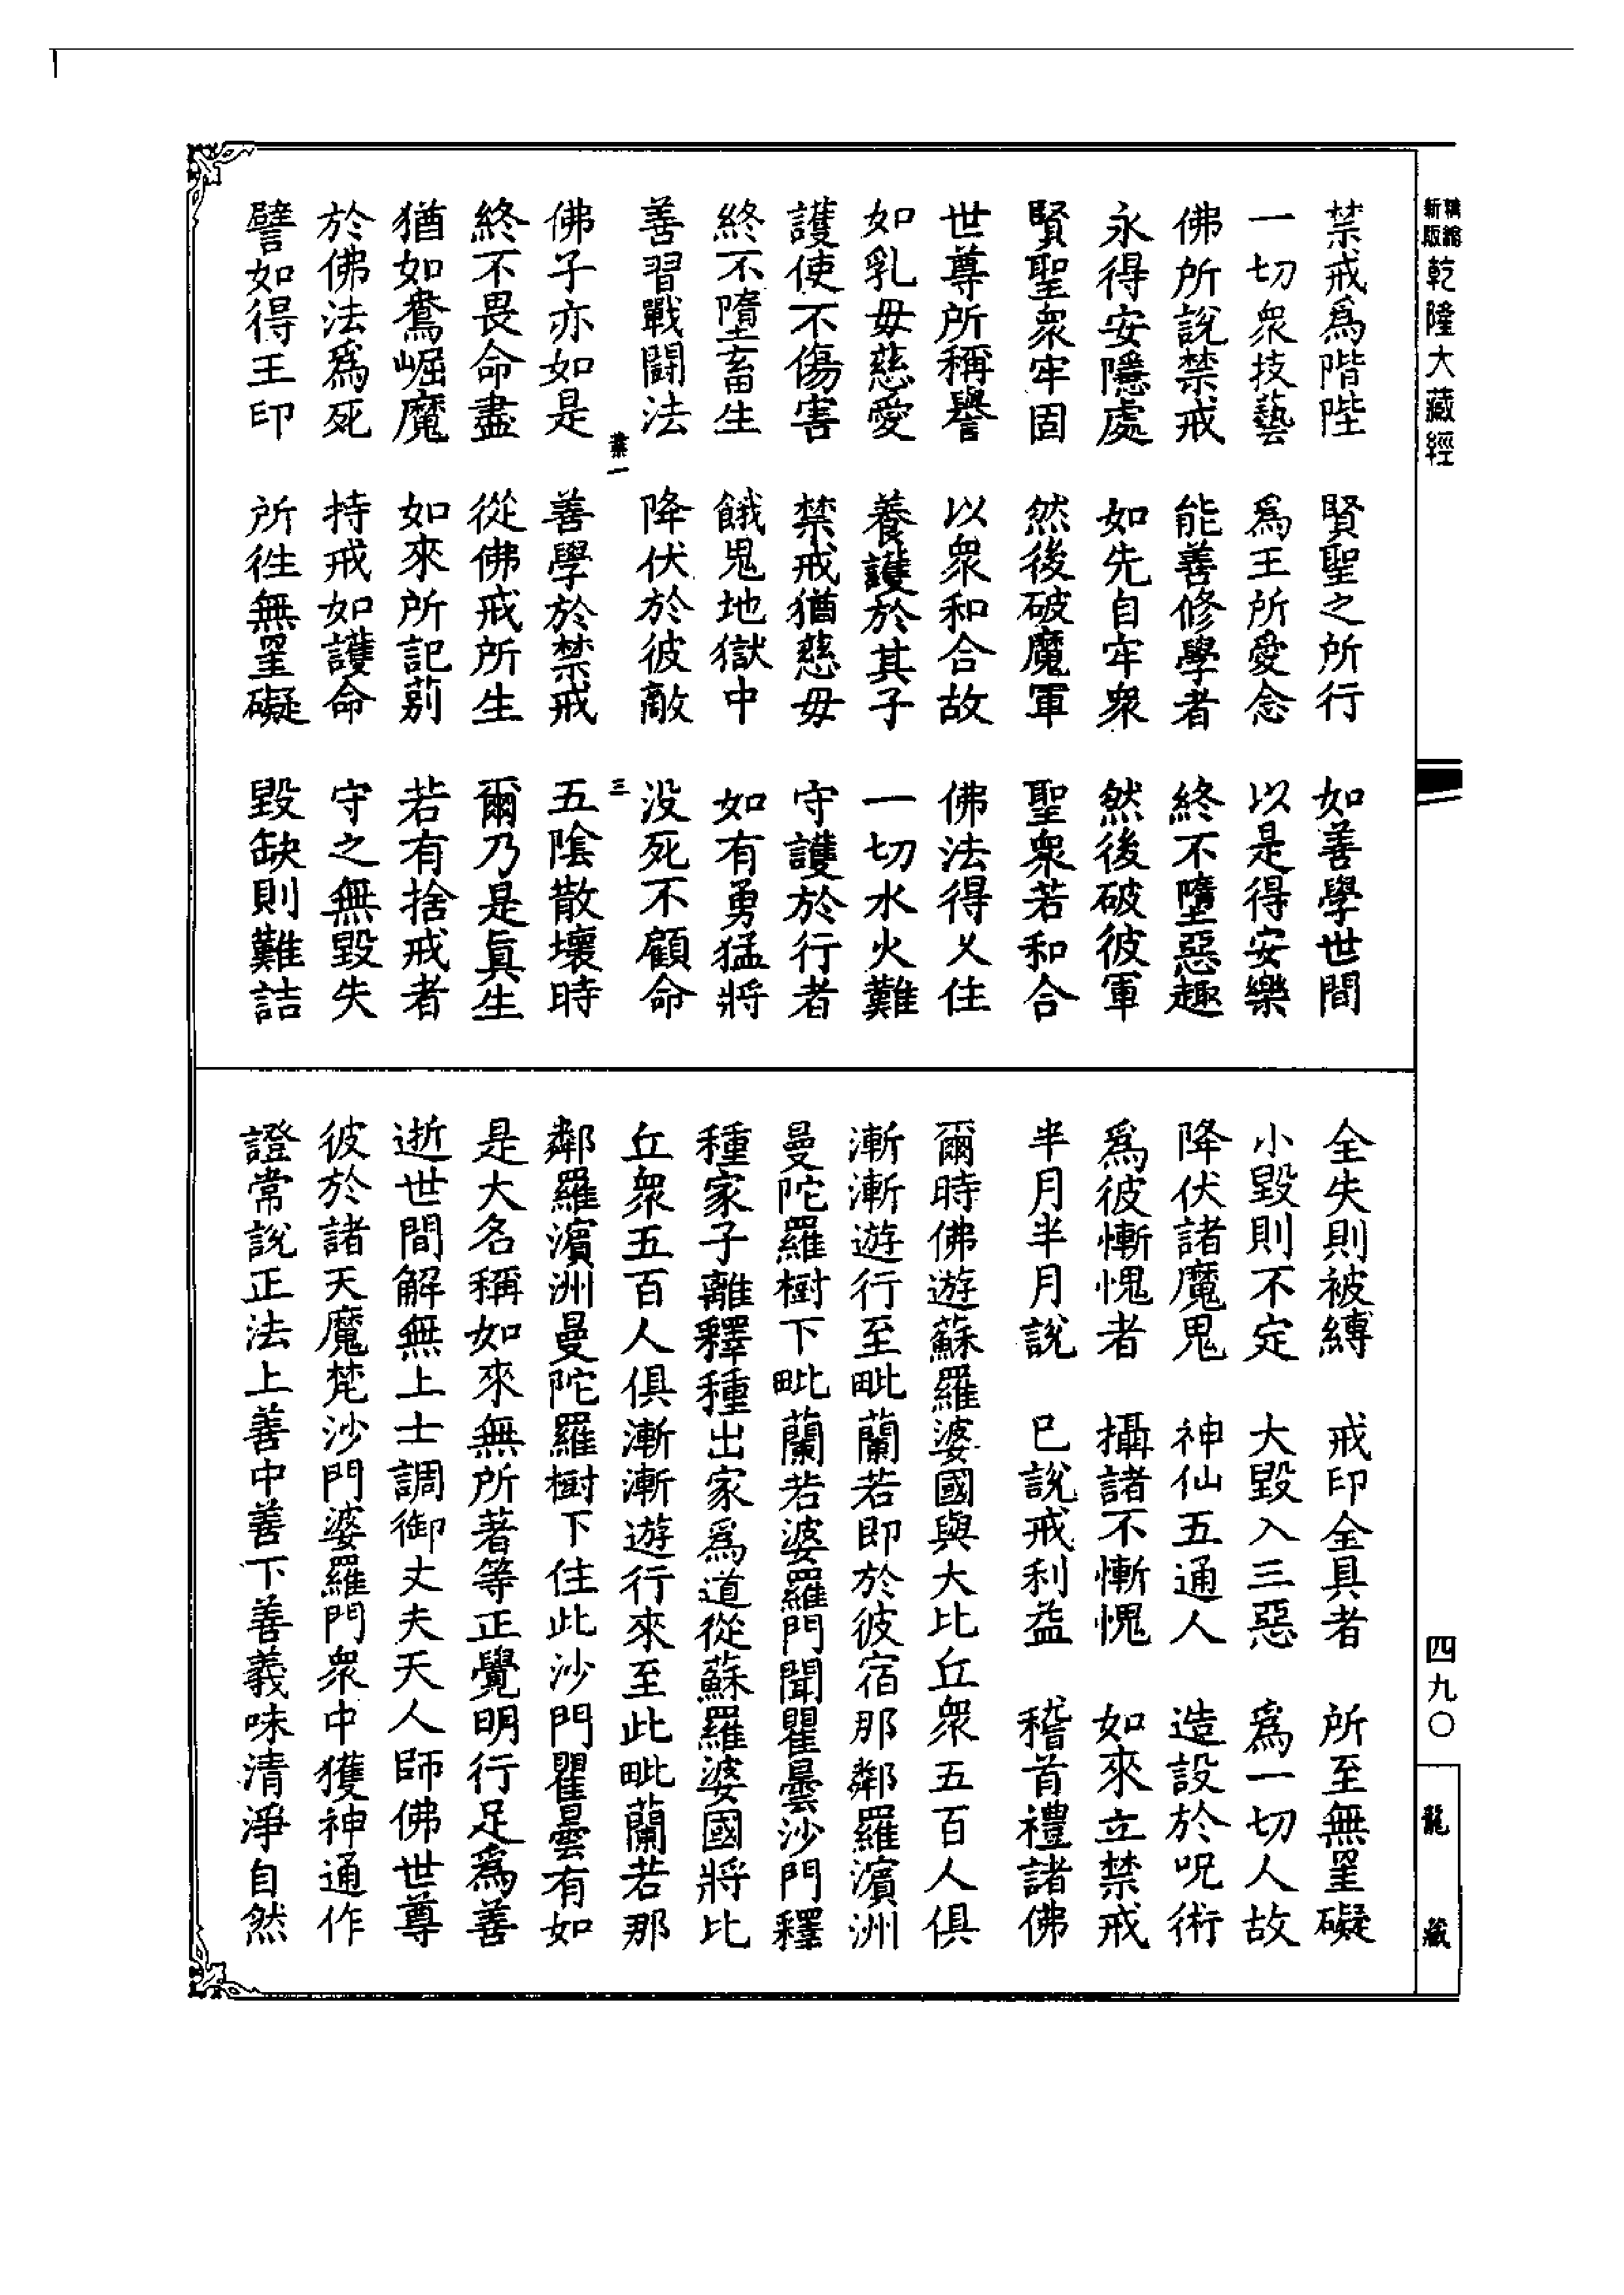 新版精縮乾隆大藏經
四九〇
龍藏
禁戒爲階陛 賢聖之所行 如善學世間
一切衆技藝 爲王所愛念 以是得安樂
佛所說禁戒 能善修學者 終不墮惡趣
永得安隱處 如先自牢衆 然後破彼軍
賢聖衆牢固 然後破魔軍 聖衆若和合
世尊所稱譽 以衆和合故 佛法得乆住
如乳毋慈愛 養護於其子 一切水火難
護使不傷害 禁戒猶慈毋 守護於行者
終不墮畜生 餓鬼地獄中 如有勇猛將
善習戰鬬法 降伏於彼敵 没死不顧命
業一 三
佛子亦如是 善學於禁戒 五陰散壞時
終不畏命盡 從佛戒所生 爾乃是眞生
猶如鴦崛魔 如來所記莂 若有捨戒者
於佛法爲死 持戒如護命 守之無毀失
譬如得王印 所徃無罣礙 毀缺則難詰
全失則被縛 戒印全具者 所至無罣礙
小毀則不定 大毀入三惡 爲一切人故
降伏諸魔鬼 神仙五通人 造設於呪術
爲彼慚愧者 攝諸不慚愧 如來立禁戒
半月半月說 已說戒利益 稽首禮諸佛
爾時佛遊蘇羅婆國與大比丘衆五百人俱
漸漸遊行至毗蘭若即於彼宿那鄰羅濵洲
曼陀羅樹下毗蘭若婆羅門聞瞿曇沙門釋
種家子離釋種出家爲道從蘇羅婆國將比
丘衆五百人俱漸漸遊行來至此毗蘭若那
鄰羅濵洲曼陀羅樹下住此沙門瞿曇有如
是大名稱如來無所著等正覺明行足爲善
逝世間解無上士調御丈夫天人師佛世尊
彼於諸天魔梵沙門婆羅門衆中獲神通作
證常說正法上善中善下善義味清淨自然